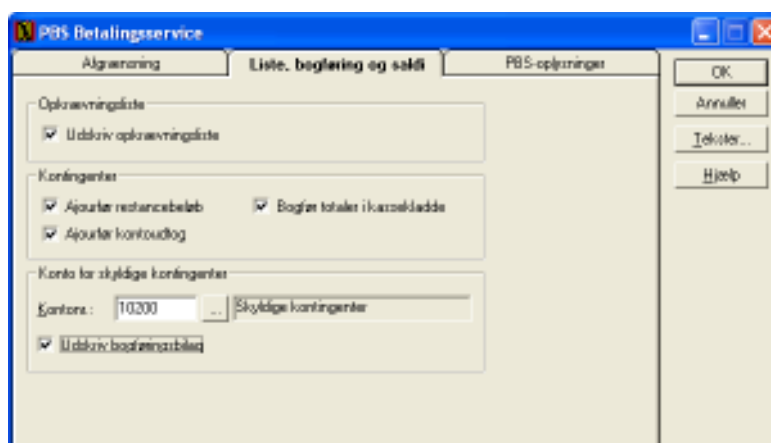 PBS Betalingsservice
Afgrænsning
Liste, bogføring og saldi
PBS-oplysninger
OK
Annuller
Tekster...
Hjælp
Opkrævningsliste
Udskriv opkrævningsliste
Kontingenter
Ajourfør restancebeløb
Bogfør totaler i kassekladde
Ajourfør kontoudtog
Konto for skyldige kontingenter
Kontonr.:
10200
...
Skyldige kontingenter
Udskriv bogføringsbilag